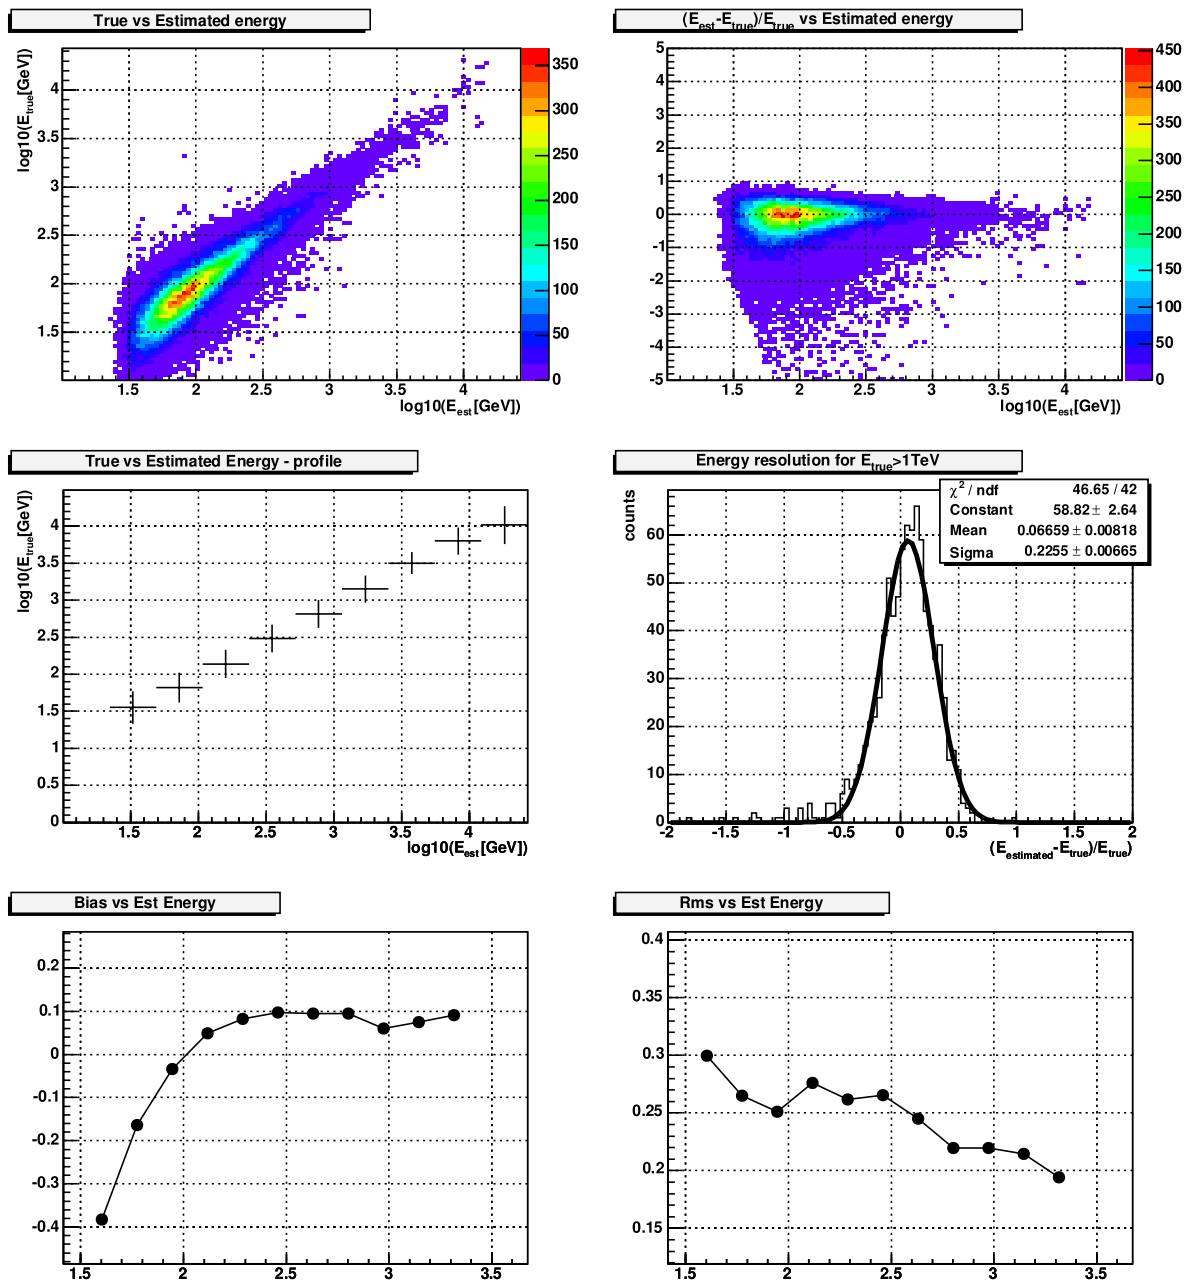 True vs Estimated energy
log10(E_true[GeV])
4
3.5
3
2.5
2
1.5
350
300
250
200
150
100
50
0
1.5 2 2.5 3 3.5 4
log10(E_est[GeV])
(E_est-E_true)/E_true vs Estimated energy
5
4
3
2
1
0
-1
-2
-3
-4
-5
450
400
350
300
250
200
150
100
50
0
1.5 2 2.5 3 3.5 4
log10(E_est[GeV])
True vs Estimated Energy - profile
log10(E_true[GeV])
4
3.5
3
2.5
2
1.5
1
0.5
0
1.5 2 2.5 3 3.5 4
log10(E_est[GeV])
Energy resolution for E_true>1TeV
χ² / ndf 46.65 / 42
Constant 58.82 ± 2.64
Mean 0.06659 ± 0.00818
Sigma 0.2255 ± 0.00665
counts
60
50
40
30
20
10
0
-2 -1.5 -1 -0.5 0 0.5 1 1.5 2
(E_estimated-E_true)/E_true)
Bias vs Est Energy
0.2
0.1
0
-0.1
-0.2
-0.3
-0.4
1.5 2 2.5 3 3.5
Rms vs Est Energy
0.4
0.35
0.3
0.25
0.2
0.15
1.5 2 2.5 3 3.5